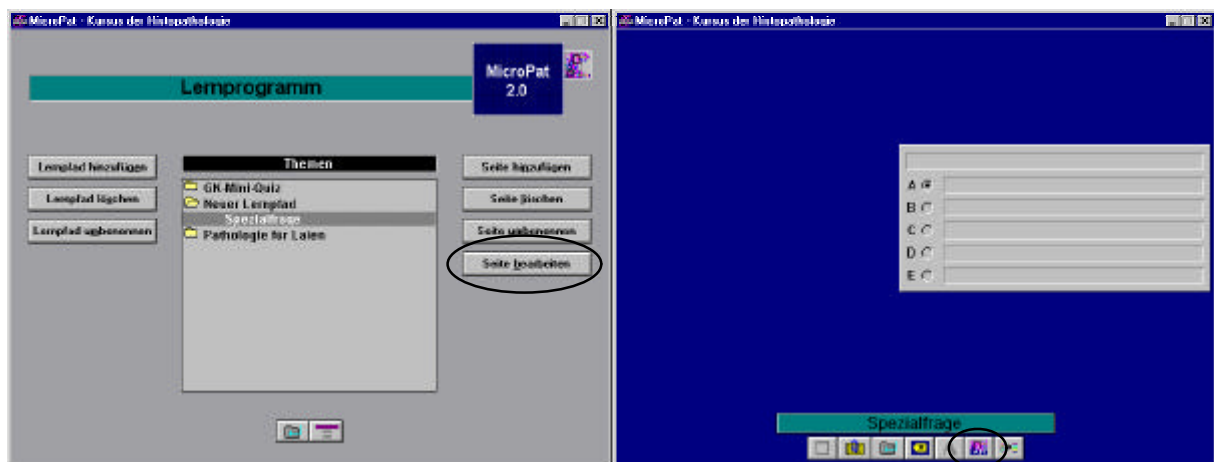 MicroPat - Kursus der Histopathologie
Lernprogramm
MicroPat
2.0
Lernpfad hinzufügen
Lernpfad löschen
Lernpfad umbenennen
Themen
GK-Mini-Quiz
Neuer Lernpfad
Spezialfrage
Pathologie für Laien
Seite hinzufügen
Seite löschen
Seite umbenennen
Seite bearbeiten
MicroPat - Kursus der Histopathologie
A
B
C
D
E
Spezialfrage